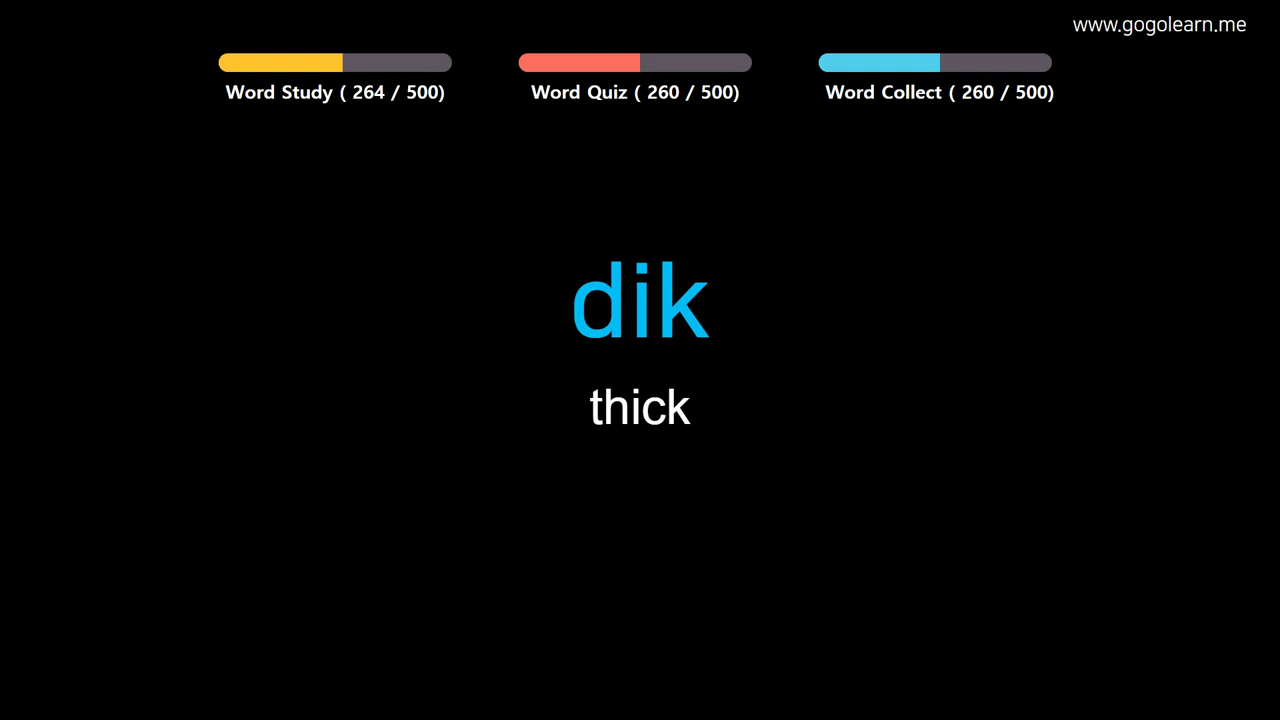 www.gogolearn.me
Word Study ( 264 / 500)
Word Quiz ( 260 / 500)
Word Collect ( 260 / 500)
dik
thick